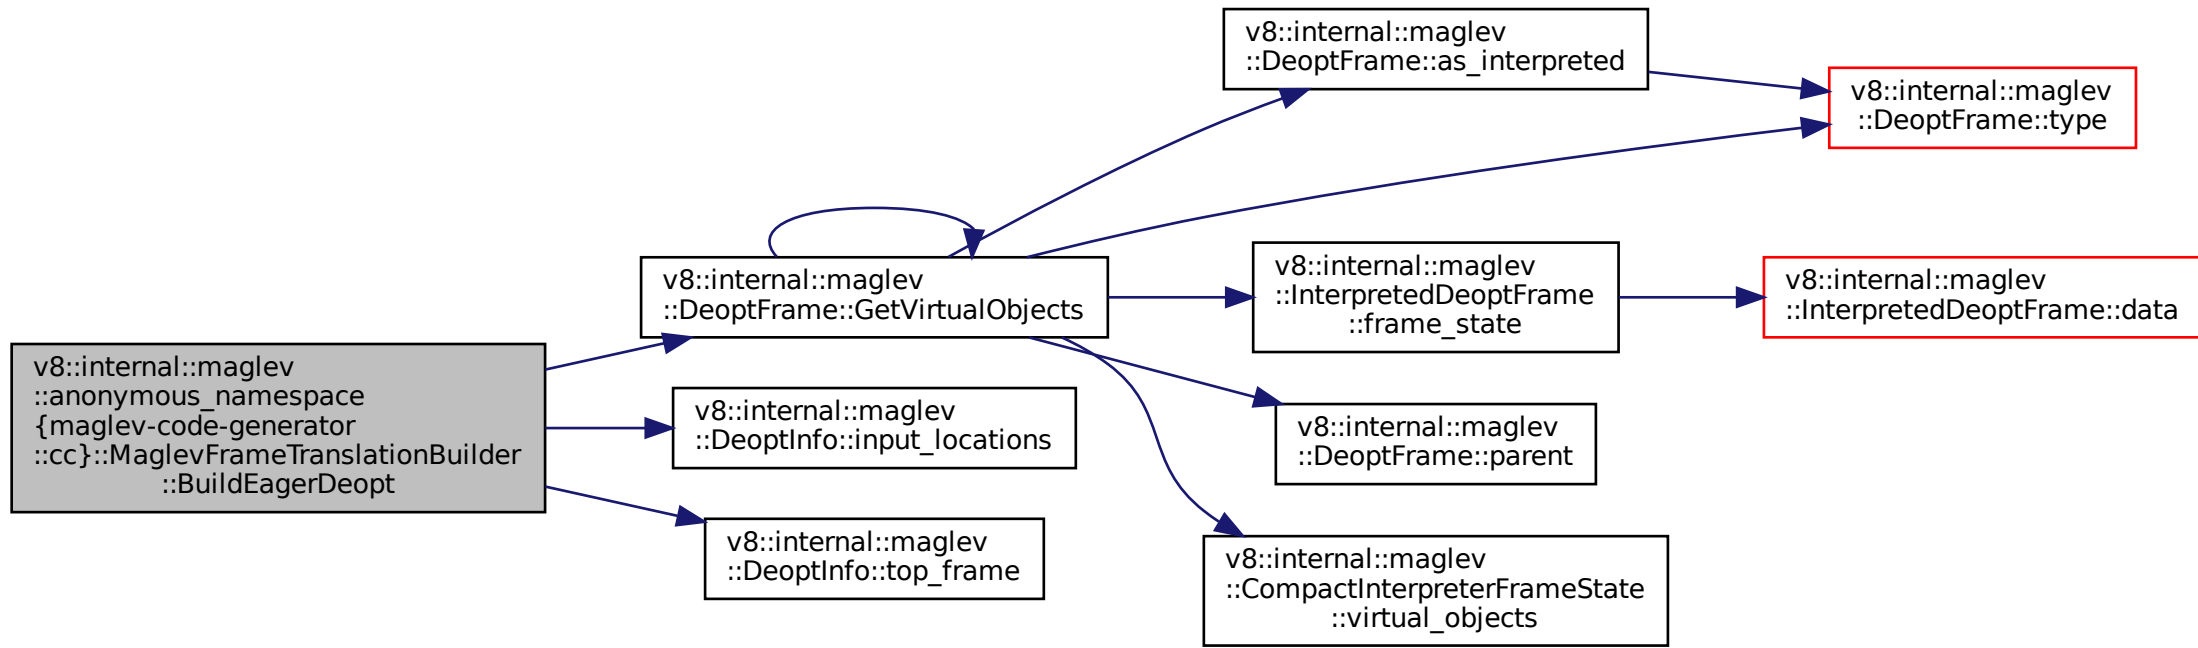 v8::internal::maglev
::anonymous_namespace
{maglev-code-generator
::cc}::MaglevFrameTranslationBuilder
::BuildEagerDeopt
v8::internal::maglev
::DeoptFrame::GetVirtualObjects
v8::internal::maglev
::DeoptInfo::input_locations
v8::internal::maglev
::DeoptInfo::top_frame
v8::internal::maglev
::DeoptFrame::as_interpreted
v8::internal::maglev
::InterpretedDeoptFrame
::frame_state
v8::internal::maglev
::DeoptFrame::parent
v8::internal::maglev
::CompactInterpreterFrameState
::virtual_objects
v8::internal::maglev
::DeoptFrame::type
v8::internal::maglev
::InterpretedDeoptFrame::data